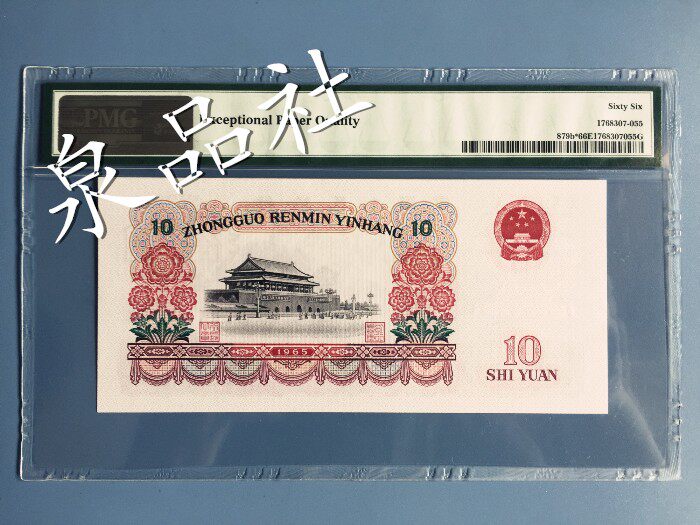 泉品社
PMG
Exceptional Paper Quality
Sixty Six
1768307-055
879b*66E1768307055G
10 ZHONGGUO RENMIN YINHANG 10
1965
10
SHI YUAN